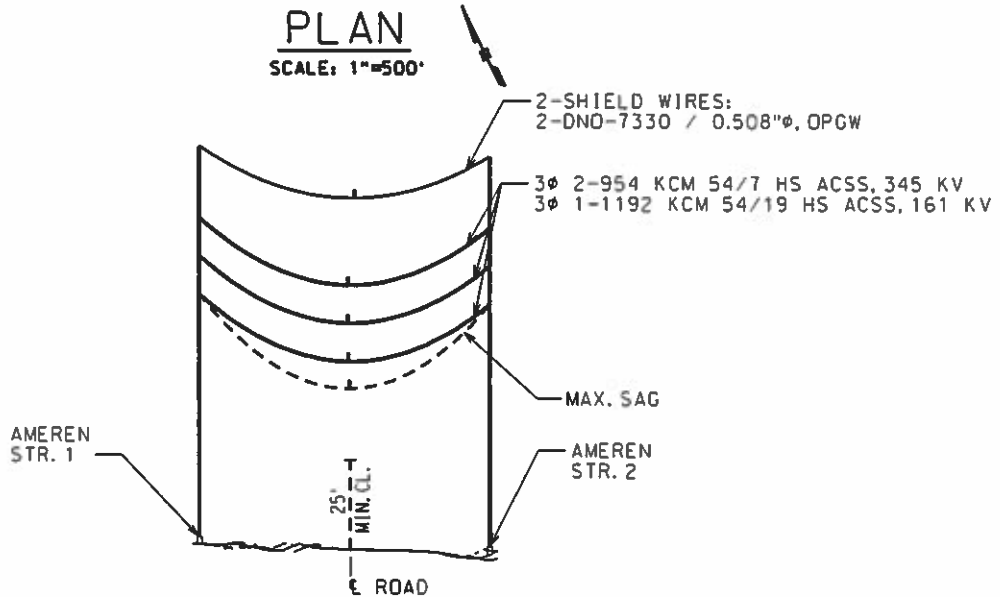 PLAN
SCALE: 1"=500'
2-SHIELD WIRES:
2-DNO-7330 / 0.508"ø, OPGW
3ø 2-954 KCM 54/7 HS ACSS, 345 KV
3ø 1-1192 KCM 54/19 HS ACSS, 161 KV
MAX. SAG
AMEREN
STR. 1
AMEREN
STR. 2
25'
MIN. CL.
℄ ROAD